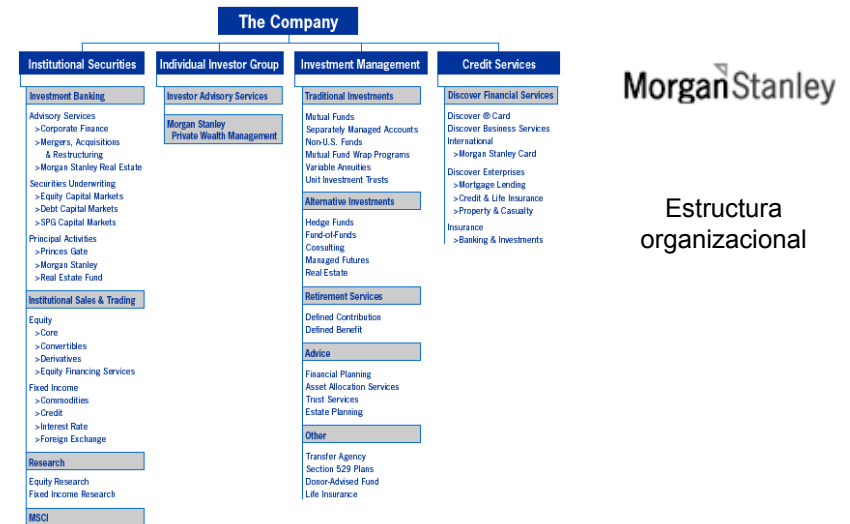 The Company
Institutional Securities
Investment Banking
Advisory Services
>Corporate Finance
>Mergers, Acquisitions
& Restructuring
>Morgan Stanley Real Estate
Securities Underwriting
>Equity Capital Markets
>Debt Capital Markets
>SPG Capital Markets
Principal Activities
>Princes Gate
>Morgan Stanley
>Real Estate Fund
Institutional Sales & Trading
Equity
>Core
>Convertibles
>Derivatives
>Equity Financing Services
Fixed Income
>Commodities
>Credit
>Interest Rate
>Foreign Exchange
Research
Equity Research
Fixed Income Research
MSCI
Individual Investor Group
Investor Advisory Services
Morgan Stanley
Private Wealth Management
Investment Management
Traditional Investments
Mutual Funds
Separately Managed Accounts
Non-U.S. Funds
Mutual Fund Wrap Programs
Variable Annuities
Unit Investment Trusts
Alternative Investments
Hedge Funds
Fund-of-Funds
Consulting
Managed Futures
Real Estate
Retirement Services
Defined Contribution
Defined Benefit
Advice
Financial Planning
Asset Allocation Services
Trust Services
Estate Planning
Other
Transfer Agency
Section 529 Plans
Donor-Advised Fund
Life Insurance
Credit Services
Discover Financial Services
Discover ® Card
Discover Business Services
International
>Morgan Stanley Card
Discover Enterprises
>Mortgage Lending
>Credit & Life Insurance
>Property & Casualty
Insurance
>Banking & Investments
MorganStanley
Estructura
organizacional